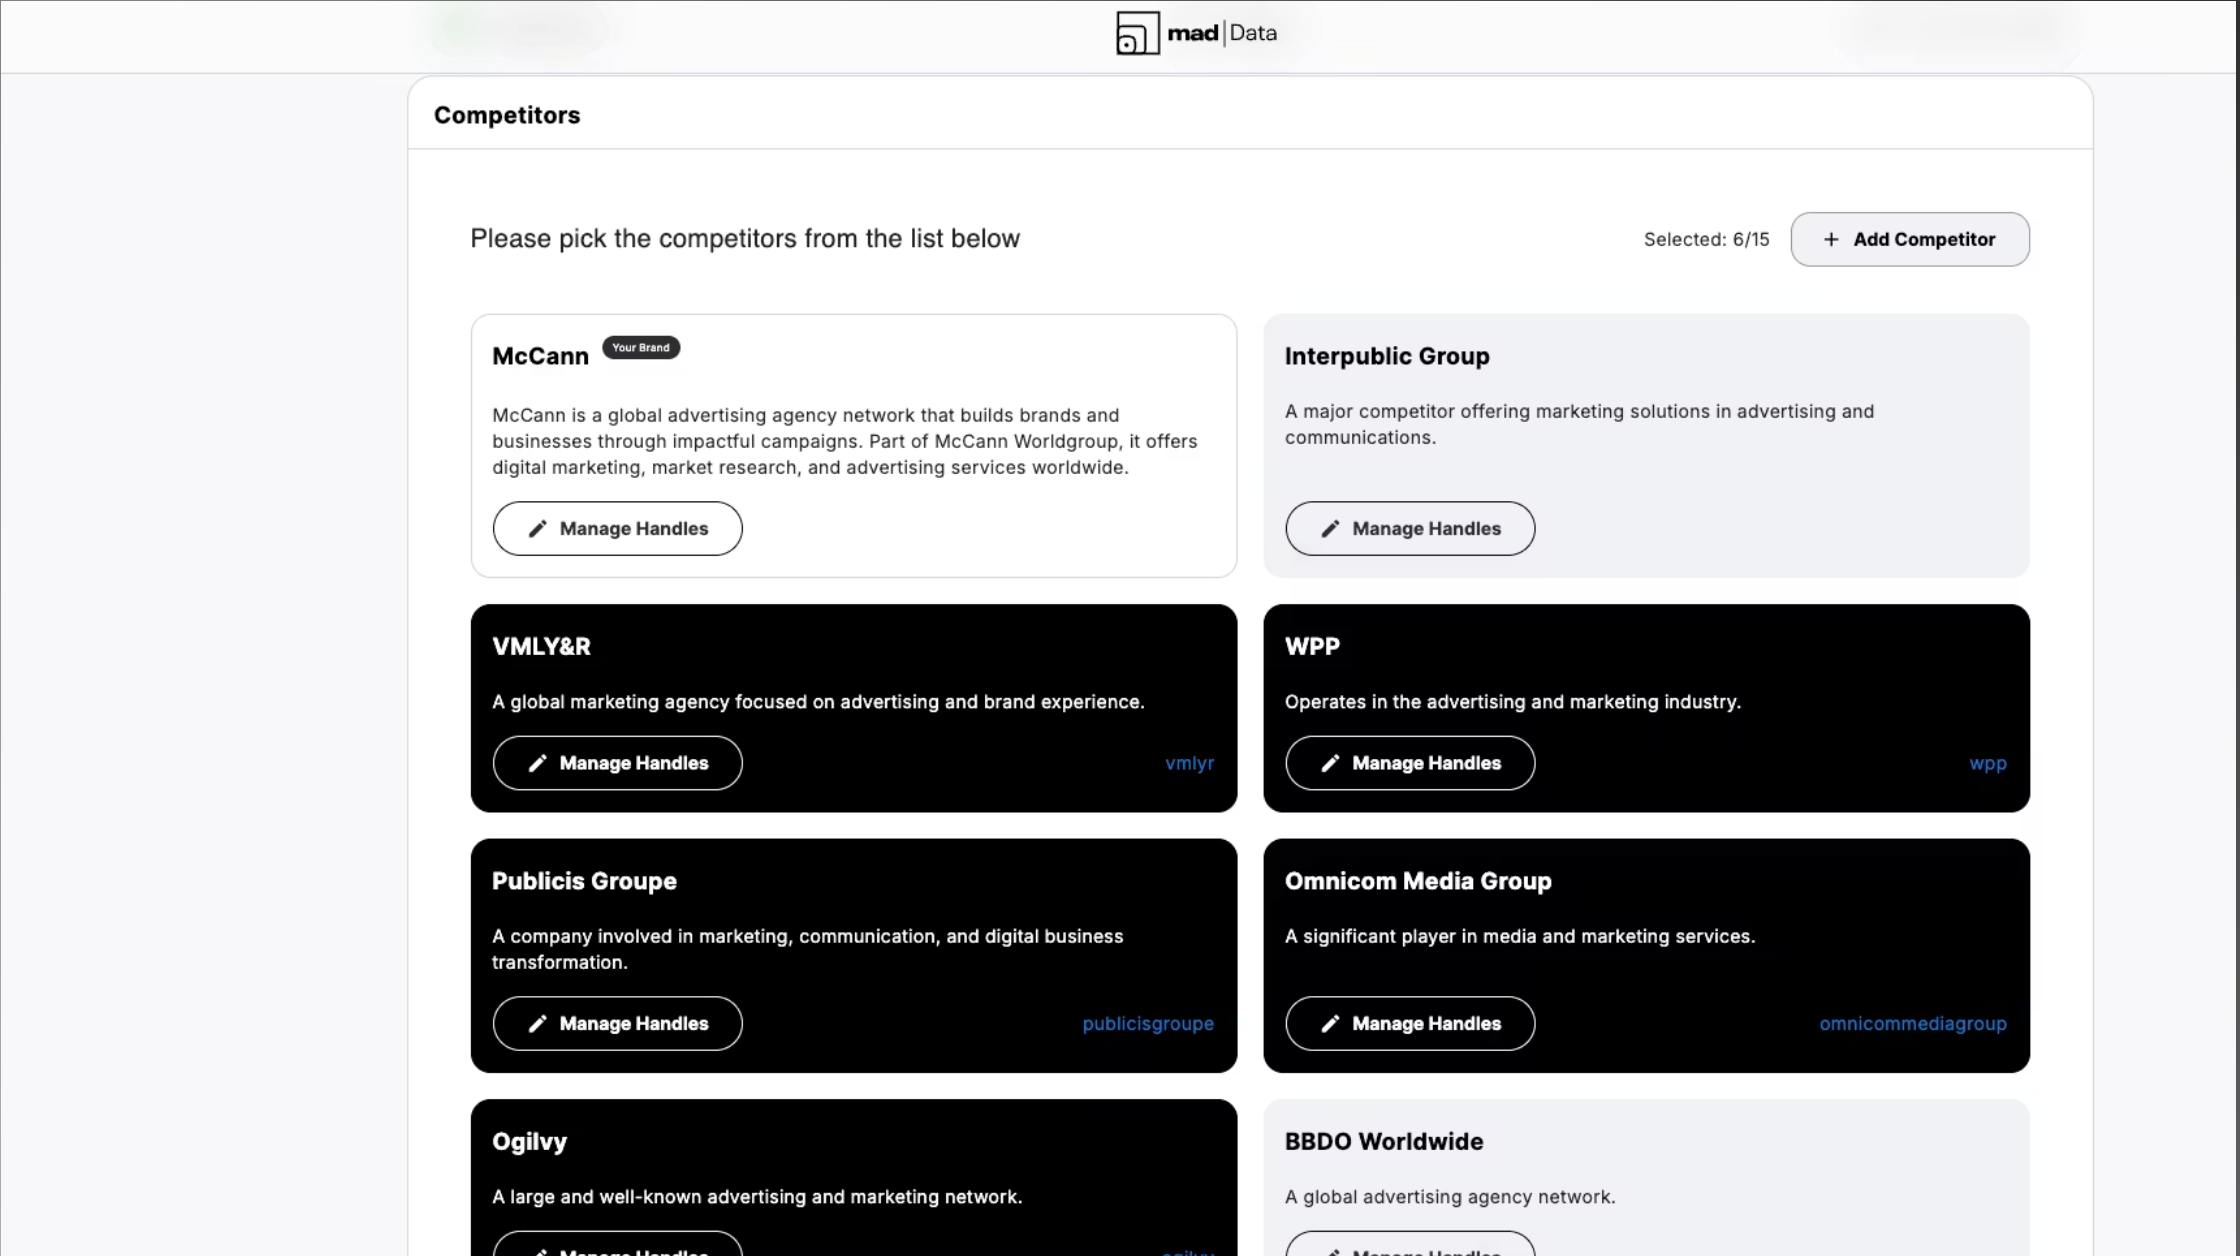 mad|Data
Competitors
Please pick the competitors from the list below
Selected: 6/15
+ Add Competitor
McCann
Your Brand
McCann is a global advertising agency network that builds brands and
businesses through impactful campaigns. Part of McCann Worldgroup, it offers
digital marketing, market research, and advertising services worldwide.
Manage Handles
Interpublic Group
A major competitor offering marketing solutions in advertising and
communications.
Manage Handles
VMLY&R
A global marketing agency focused on advertising and brand experience.
Manage Handles
vmlyr
WPP
Operates in the advertising and marketing industry.
Manage Handles
wpp
Publicis Groupe
A company involved in marketing, communication, and digital business
transformation.
Manage Handles
publicisgroupe
Omnicom Media Group
A significant player in media and marketing services.
Manage Handles
omnicommediagroup
Ogilvy
A large and well-known advertising and marketing network.
Manage Handles
ogilvy
BBDO Worldwide
A global advertising agency network.
Manage Handles